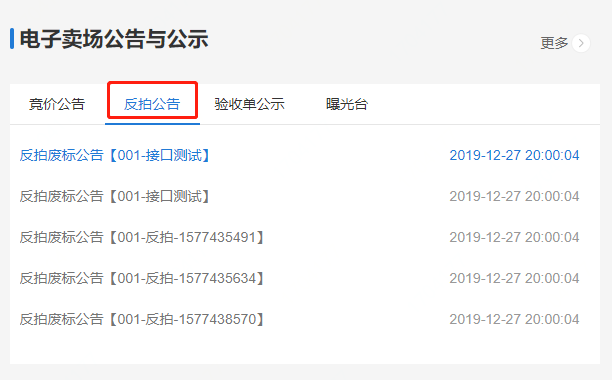 电子卖场公告与公示
更多
竞价公告 反拍公告 验收单公示 曝光台
反拍废标公告【001-接口测试】 2019-12-27 20:00:04
反拍废标公告【001-接口测试】 2019-12-27 20:00:04
反拍废标公告【001-反拍-1577435491】 2019-12-27 20:00:04
反拍废标公告【001-反拍-1577435634】 2019-12-27 20:00:04
反拍废标公告【001-反拍-1577438570】 2019-12-27 20:00:04